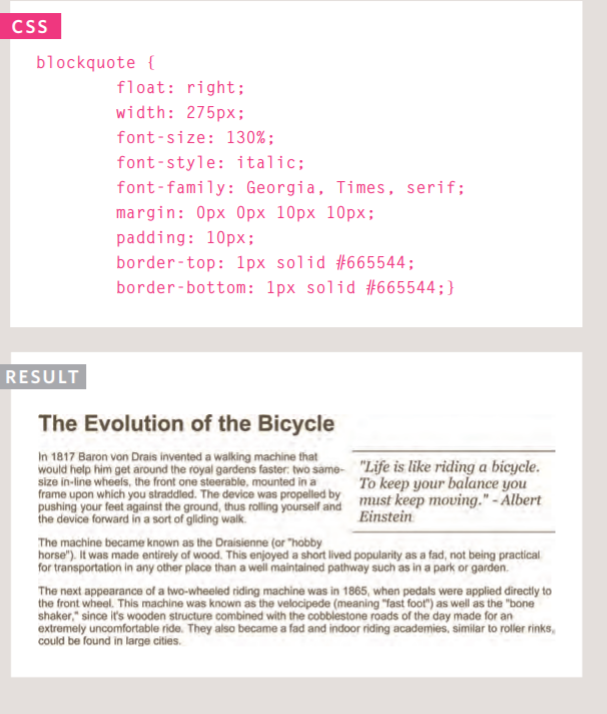 CSS
blockquote {
float: right;
width: 275px;
font-size: 130%;
font-style: italic;
font-family: Georgia, Times, serif;
margin: 0px 0px 10px 10px;
padding: 10px;
border-top: 1px solid #665544;
border-bottom: 1px solid #665544;}
RESULT
The Evolution of the Bicycle
In 1817 Baron von Drais invented a walking machine that
would help him get around the royal gardens faster: two same-
size in-line wheels, the front one steerable, mounted in a
frame upon which you straddled. The device was propelled by
pushing your feet against the ground, thus rolling yourself and
the device forward in a sort of gliding walk.
"Life is like riding a bicycle.
To keep your balance you
must keep moving." - Albert
Einstein
The machine became known as the Draisienne (or "hobby
horse"). It was made entirely of wood. This enjoyed a short lived popularity as a fad, not being practical
for transportation in any other place than a well maintained pathway such as in a park or garden.
The next appearance of a two-wheeled riding machine was in 1865, when pedals were applied directly to
the front wheel. This machine was known as the velocipede (meaning "fast foot") as well as the "bone
shaker," since it's wooden structure combined with the cobblestone roads of the day made for an
extremely uncomfortable ride. They also became a fad and indoor riding academies, similar to roller rinks,
could be found in large cities.